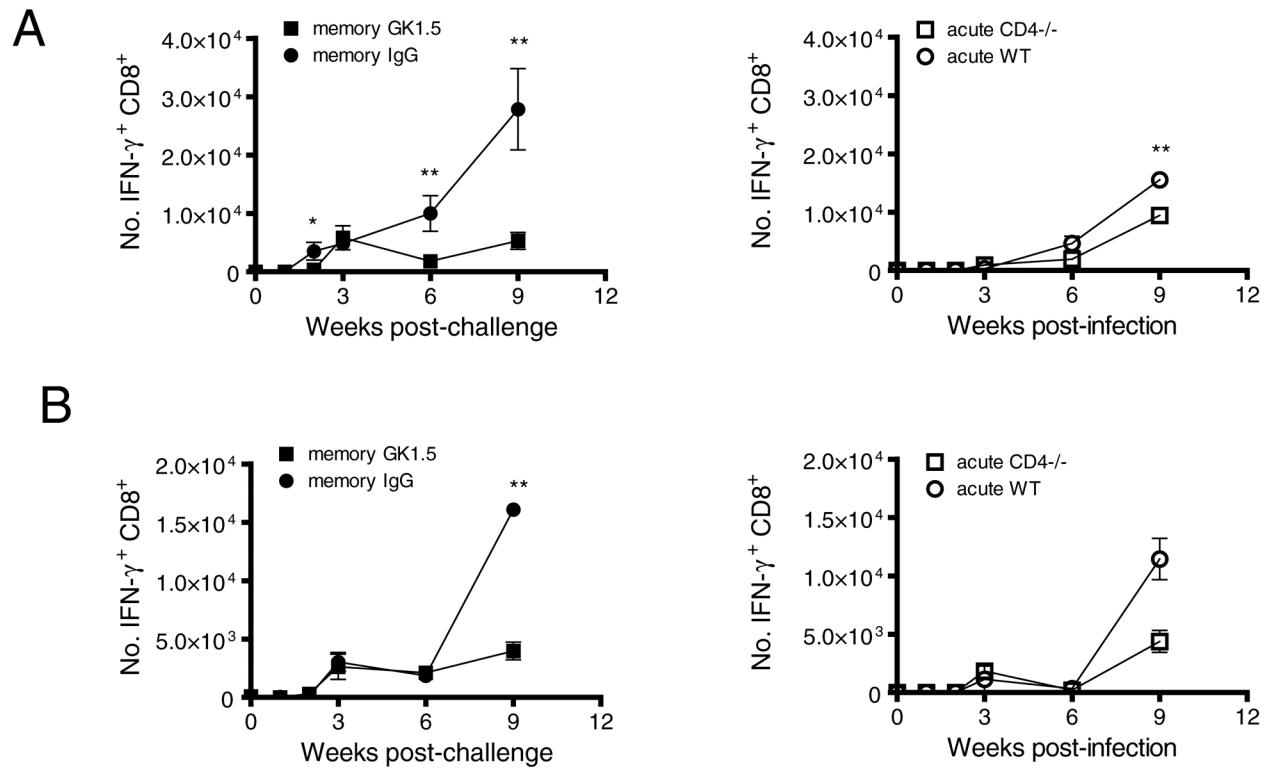 A
memory GK1.5
memory IgG
No. IFN-γ⁺ CD8⁺
4.0×10⁴
3.0×10⁴
2.0×10⁴
1.0×10⁴
0
*
**
**
0 3 6 9 12
Weeks post-challenge
acute CD4-/-
acute WT
No. IFN-γ⁺ CD8⁺
4.0×10⁴
3.0×10⁴
2.0×10⁴
1.0×10⁴
0
**
0 3 6 9 12
Weeks post-infection
B
memory GK1.5
memory IgG
No. IFN-γ⁺ CD8⁺
2.0×10⁴
1.5×10⁴
1.0×10⁴
5.0×10³
0
**
0 3 6 9 12
Weeks post-challenge
acute CD4-/-
acute WT
No. IFN-γ⁺ CD8⁺
2.0×10⁴
1.5×10⁴
1.0×10⁴
5.0×10³
0
0 3 6 9 12
Weeks post-infection